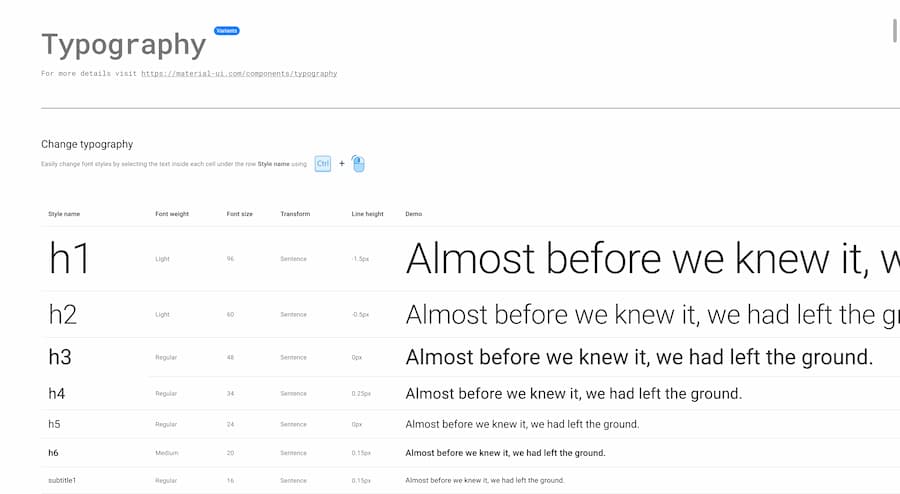 Typography Variants
For more details visit https://material-ui.com/components/typography
Change typography
Easily change font styles by selecting the text inside each cell under the row Style name using Ctrl +
Style name Font weight Font size Transform Line height Demo
h1 Light 96 Sentence -1.5px Almost before we knew it, w
h2 Light 60 Sentence -0.5px Almost before we knew it, we had left the gr
h3 Regular 48 Sentence 0px Almost before we knew it, we had left the ground.
h4 Regular 34 Sentence 0.25px Almost before we knew it, we had left the ground.
h5 Regular 24 Sentence 0px Almost before we knew it, we had left the ground.
h6 Medium 20 Sentence 0.15px Almost before we knew it, we had left the ground.
subtitle1 Regular 16 Sentence 0.15px Almost before we knew it, we had left the ground.